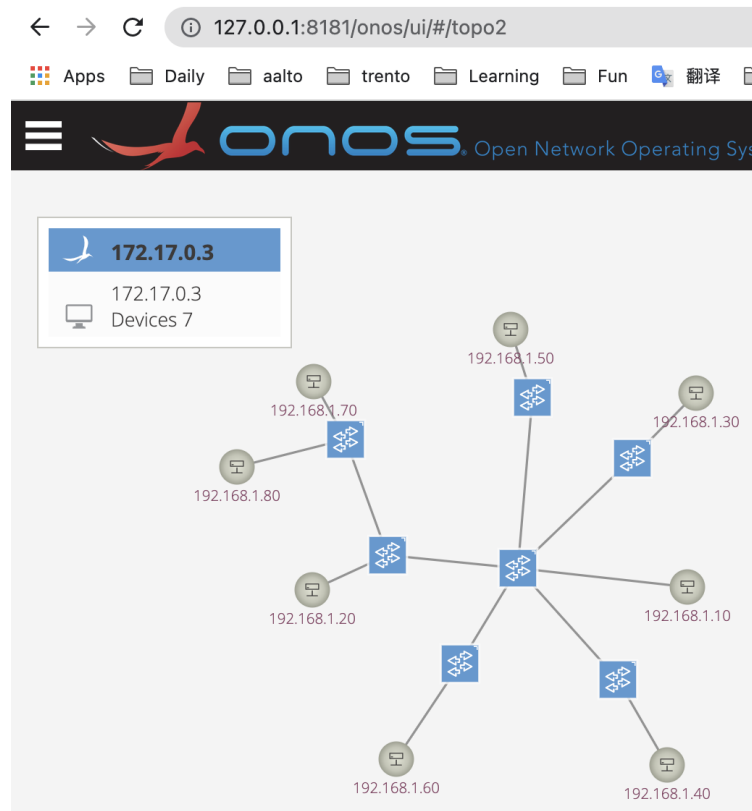 127.0.0.1:8181/onos/ui/#/topo2
Apps Daily aalto trento Learning Fun 翻译
onos. Open Network Operating Sys
172.17.0.3
172.17.0.3
Devices 7
192.168.1.50
192.168.1.70
192.168.1.30
192.168.1.80
192.168.1.20
192.168.1.10
192.168.1.60
192.168.1.40